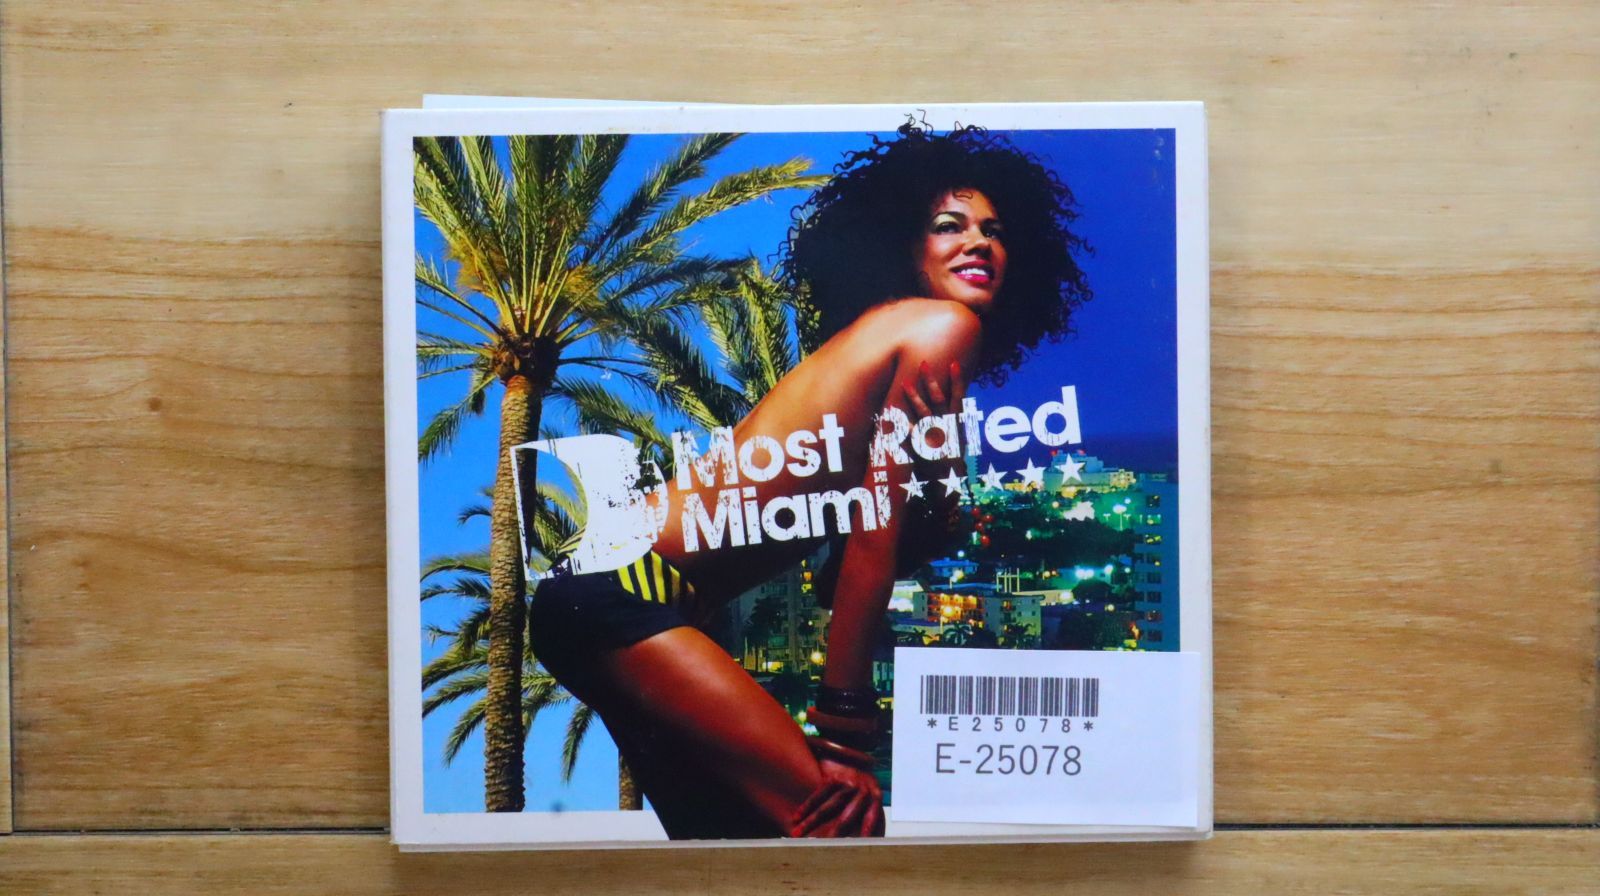 D Most Rated
Miami ★★★★★
*E25078*
E-25078